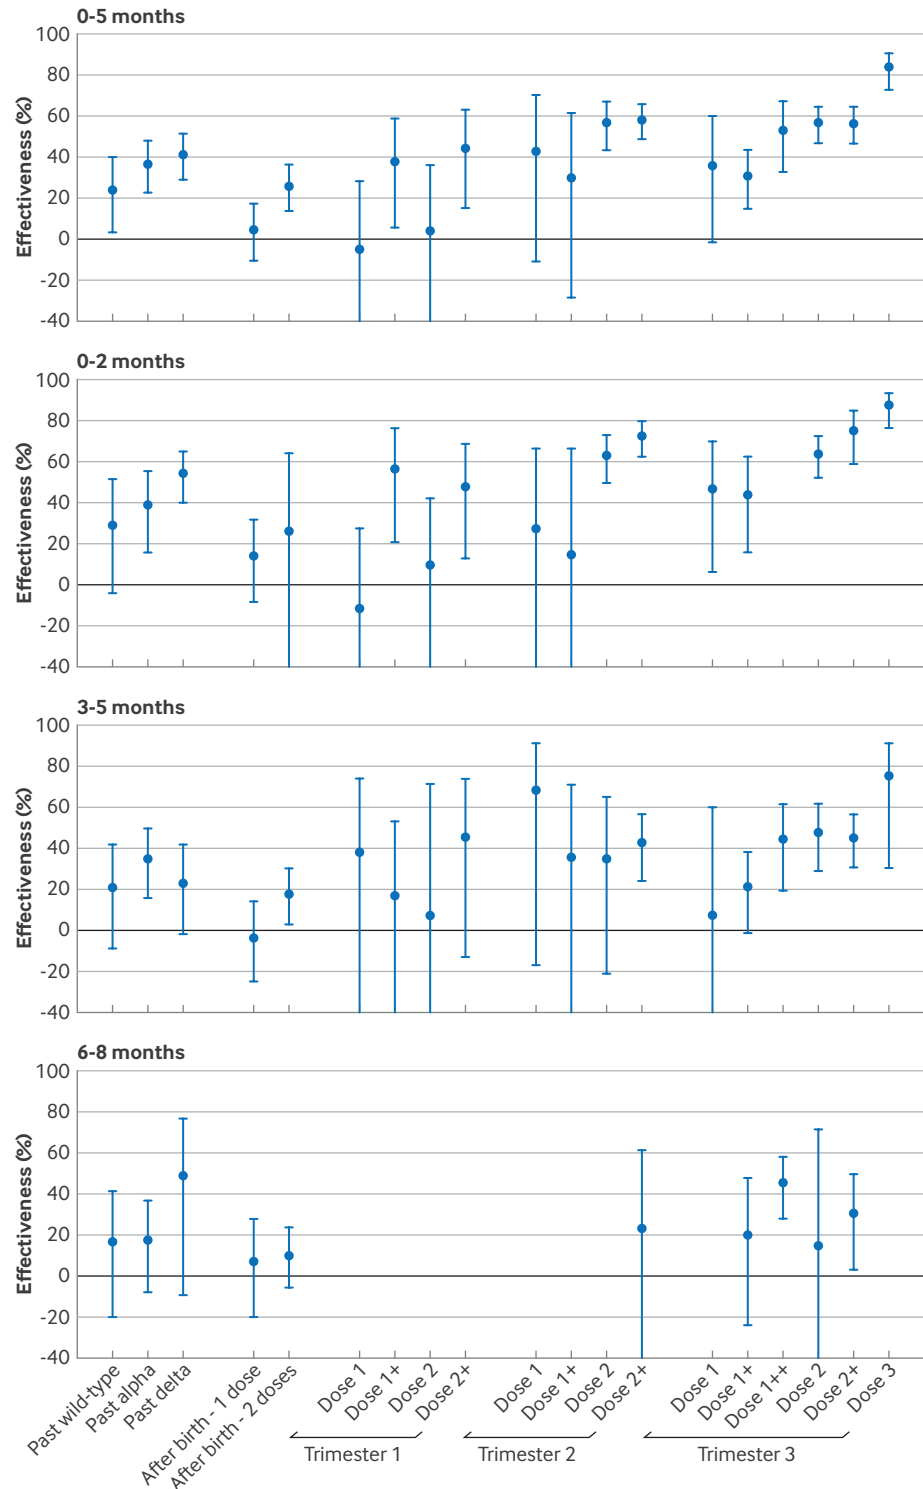 0-5 months
Effectiveness (%)
100
80
60
40
20
0
-20
-40
0-2 months
Effectiveness (%)
100
80
60
40
20
0
-20
-40
3-5 months
Effectiveness (%)
100
80
60
40
20
0
-20
-40
6-8 months
Effectiveness (%)
100
80
60
40
20
0
-20
-40
Past wild-type
Past alpha
Past delta
After birth - 1 dose
After birth - 2 doses
Dose 1
Dose 1+
Dose 2
Dose 2+
Dose 1
Dose 1+
Dose 2
Dose 2+
Dose 1
Dose 1+
Dose 1++
Dose 2
Dose 2+
Dose 3
Trimester 1
Trimester 2
Trimester 3